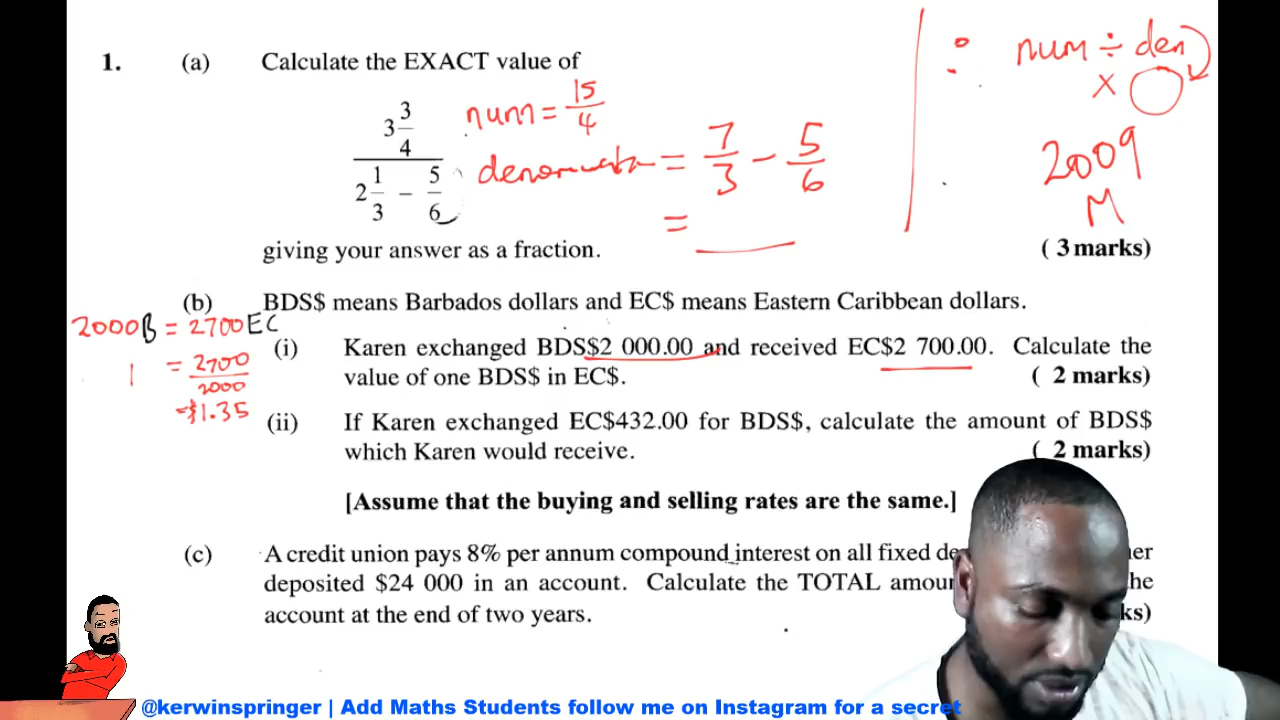 1. (a) Calculate the EXACT value of
3 3/4
2 1/3 − 5/6
num = 15/4
denominator = 7/3 − 5/6
=
giving your answer as a fraction. ( 3 marks)
÷ num ÷ den
×
2009
M
(b) BDS$ means Barbados dollars and EC$ means Eastern Caribbean dollars.
2000B = 2700EC
1 = 2700/2000
= $1.35
(i) Karen exchanged BDS$2 000.00 and received EC$2 700.00. Calculate the
value of one BDS$ in EC$. ( 2 marks)
(ii) If Karen exchanged EC$432.00 for BDS$, calculate the amount of BDS$
which Karen would receive. ( 2 marks)
[Assume that the buying and selling rates are the same.]
(c) A credit union pays 8% per annum compound interest on all fixed
deposited $24 000 in an account. Calculate the TOTAL
account at the end of two years.
@kerwinspringer | Add Maths Students follow me on Instagram for a secret